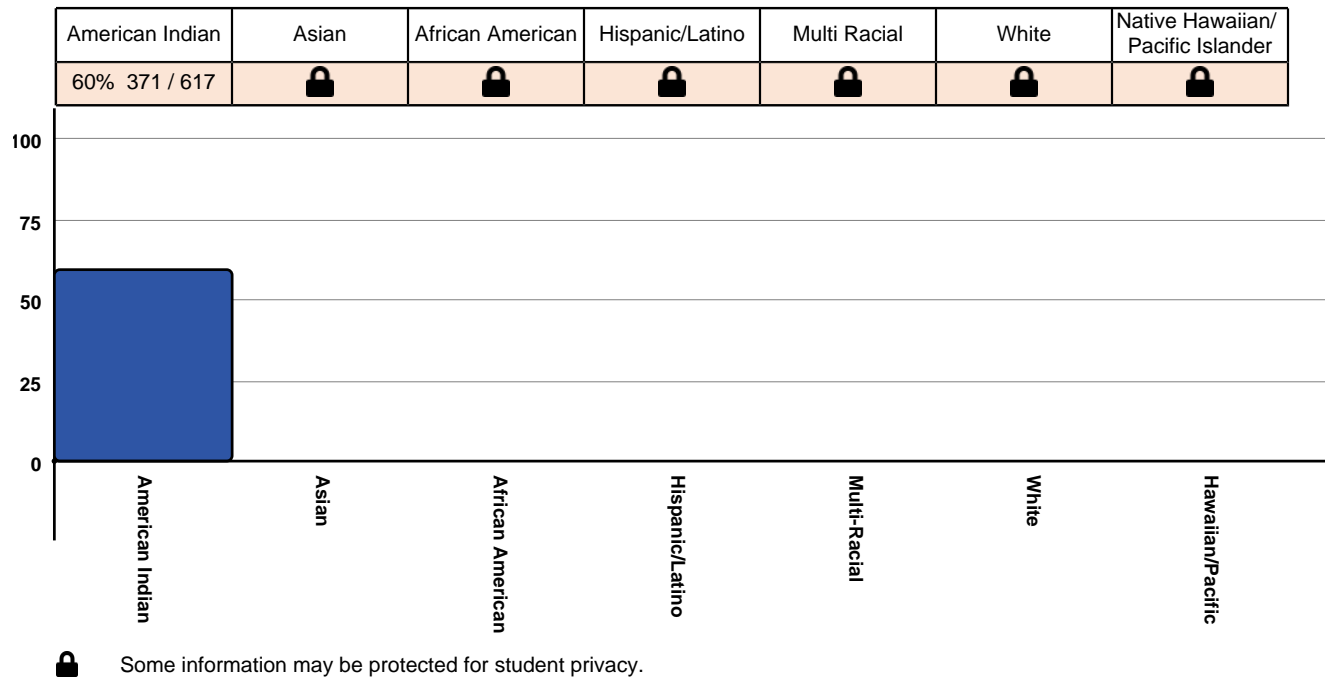 American Indian Asian African American Hispanic/Latino Multi Racial White Native Hawaiian/
Pacific Islander
60% 371 / 617
100
75
50
25
0
American Indian
Asian
African American
Hispanic/Latino
Multi-Racial
White
Hawaiian/Pacific
Some information may be protected for student privacy.